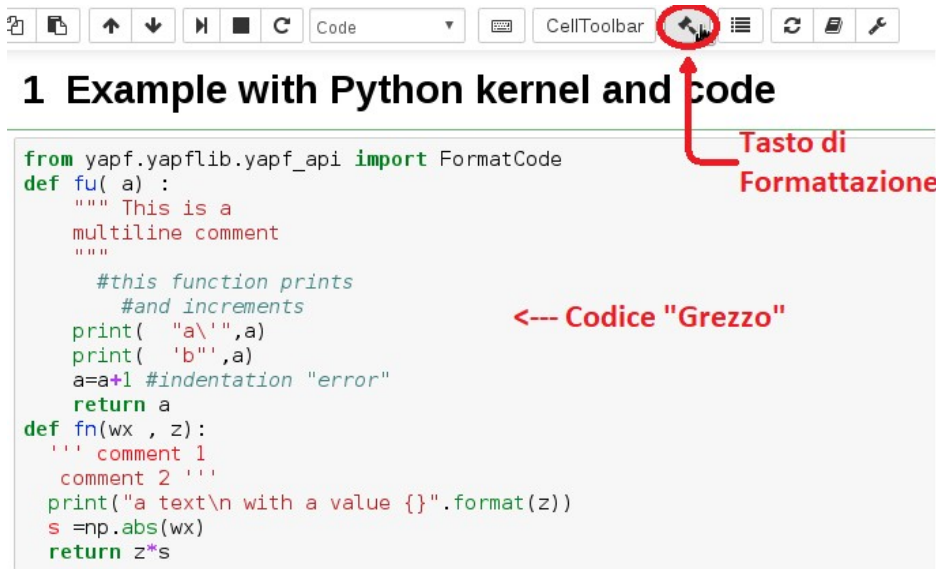 Code
CellToolbar
1 Example with Python kernel and code
Tasto di
Formattazione
from yapf.yapflib.yapf_api import FormatCode
def fu( a) :
    """ This is a
    multiline comment
    """
      #this function prints
        #and increments
<--- Codice "Grezzo"
    print(  "a\'",a)
    print(  'b"',a)
    a=a+1 #indentation "error"
    return a
def fn(wx , z):
  ''' comment 1
   comment 2 '''
  print("a text\n with a value {}".format(z))
  s =np.abs(wx)
  return z*s